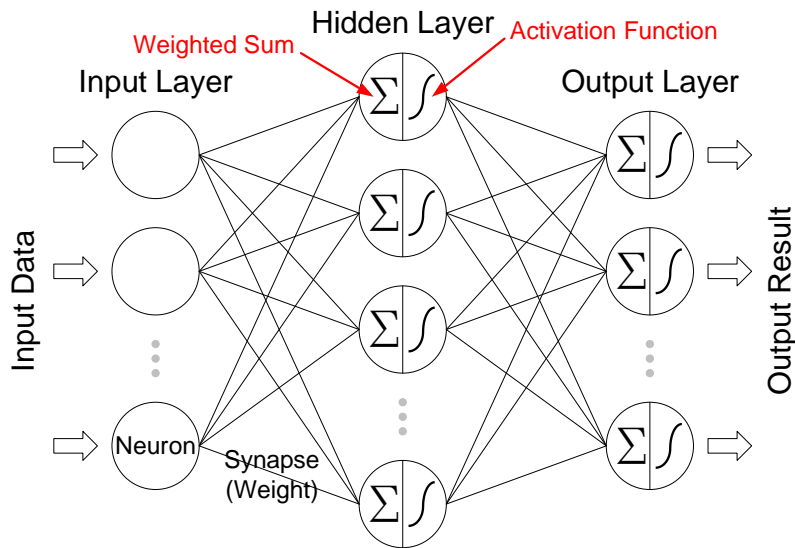 Hidden Layer
Weighted Sum
Activation Function
Input Layer
Output Layer
Σ ∫
Σ ∫
Σ ∫
Σ ∫
Σ ∫
Σ ∫
Σ ∫
Input Data
Output Result
Neuron
Synapse
(Weight)